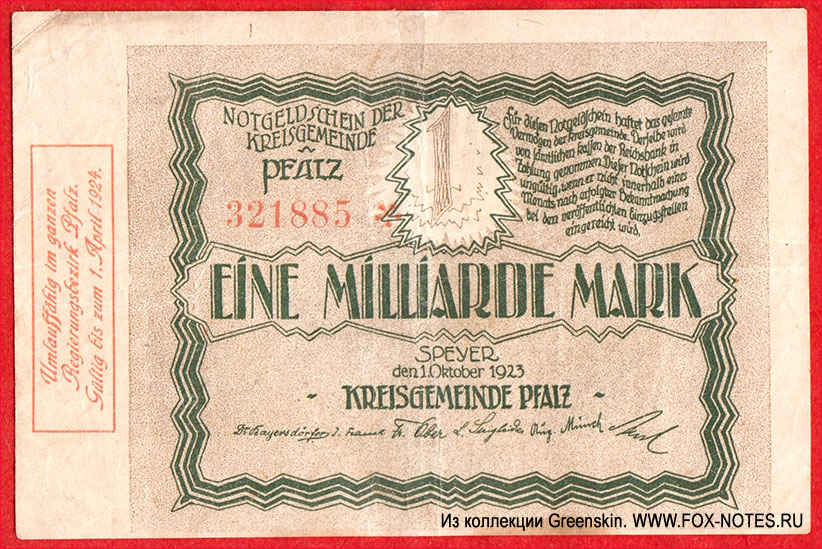 NOTGELDSCHEIN DER
KREISGEMEINDE
PFALZ
321885 *
1
Für diesen Notgeldschein haftet das gesamte
Vermögen der Kreisgemeinde. Derselbe wird
von sämtlichen Kassen der Reichsbank in
Zahlung genommen. Dieser Notschein wird
ungültig, wenn er nicht innerhalb eines
Monats nach erfolgter Bekanntmachung
bei den veröffentlichten Einzugsstellen
eingereicht wird.
EINE MILLIARDE MARK
SPEYER
den 1. Oktober 1923
- KREISGEMEINDE PFALZ -
Dr. Bayersdörfer
Münch
Umlauffähig im ganzen
Regierungsbezirk Pfalz.
Gültig bis zum 1. April 1924.
Из коллекции Greenskin. WWW.FOX-NOTES.RU